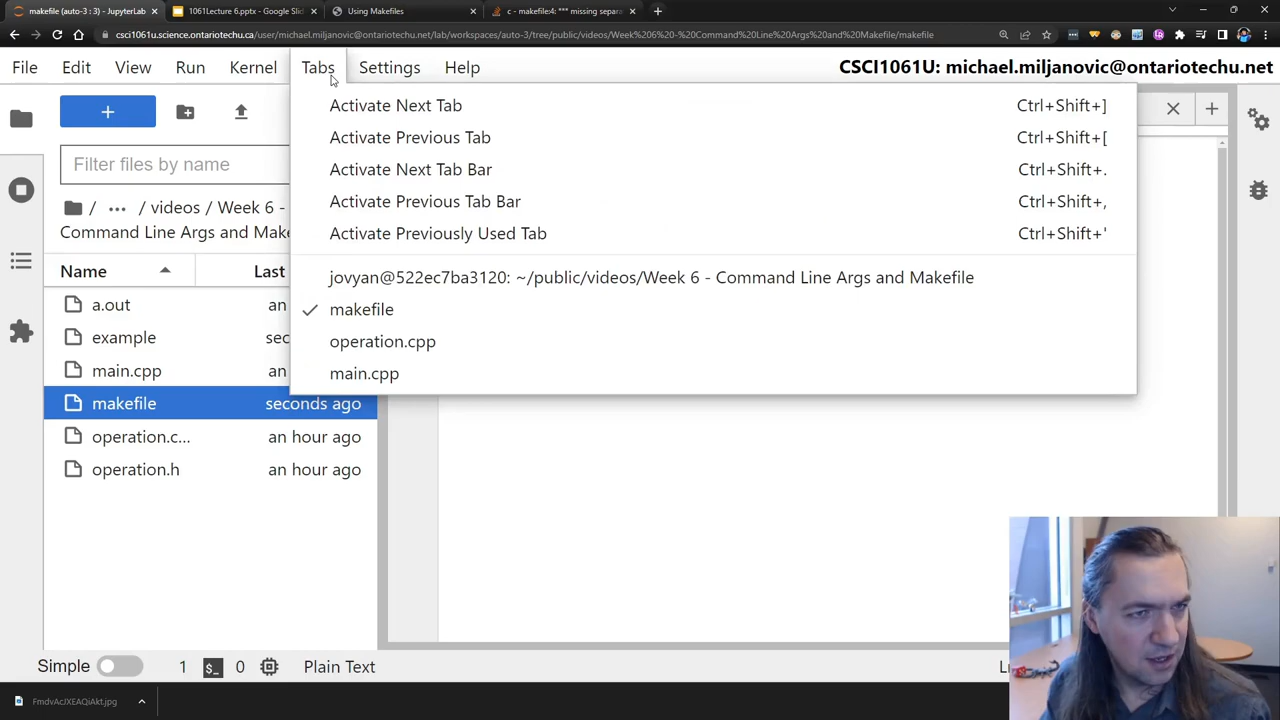 makefile (auto-3 : 3) - JupyterLab
1061Lecture 6.pptx - Google Slid
Using Makefiles
c - makefile:4: *** missing separa
csci1061u.science.ontariotechu.ca/user/michael.miljanovic@ontariotechu.net/lab/workspaces/auto-3/tree/public/videos/Week%206%20-%20Command%20Line%20Args%20and%20Makefile/makefile
File Edit View Run Kernel Tabs Settings Help
CSCI1061U: michael.miljanovic@ontariotechu.net
Activate Next Tab Ctrl+Shift+]
Activate Previous Tab Ctrl+Shift+[
Activate Next Tab Bar Ctrl+Shift+.
Activate Previous Tab Bar Ctrl+Shift+,
Activate Previously Used Tab Ctrl+Shift+'
jovyan@522ec7ba3120: ~/public/videos/Week 6 - Command Line Args and Makefile
makefile
operation.cpp
main.cpp
Filter files by name
/ ... / videos / Week 6 -
Command Line Args and Make
Name Last
a.out an
example sec
main.cpp an
makefile seconds ago
operation.c... an hour ago
operation.h an hour ago
Simple 1 $_ 0 Plain Text
FmdvAcJXEAQiAkt.jpg